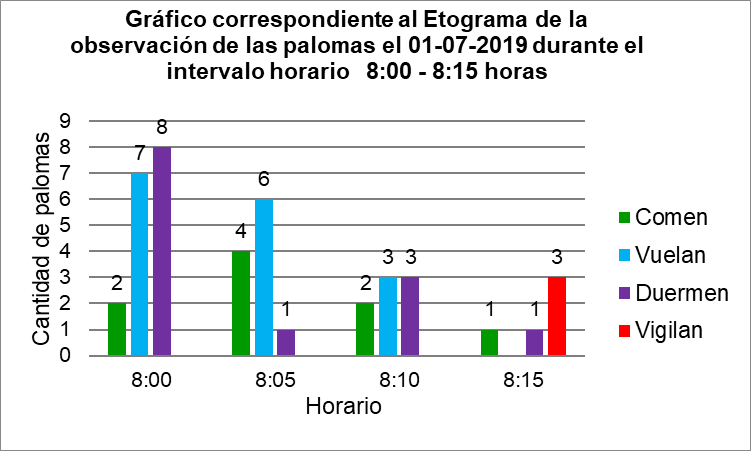 Gráfico correspondiente al Etograma de la
observación de las palomas el 01-07-2019 durante el
intervalo horario 8:00 - 8:15 horas
Cantidad de palomas
9
8
7
6
5
4
3
2
1
0
2
7
8
4
6
1
2
3
3
1
1
3
8:00
8:05
8:10
8:15
Horario
Comen
Vuelan
Duermen
Vigilan